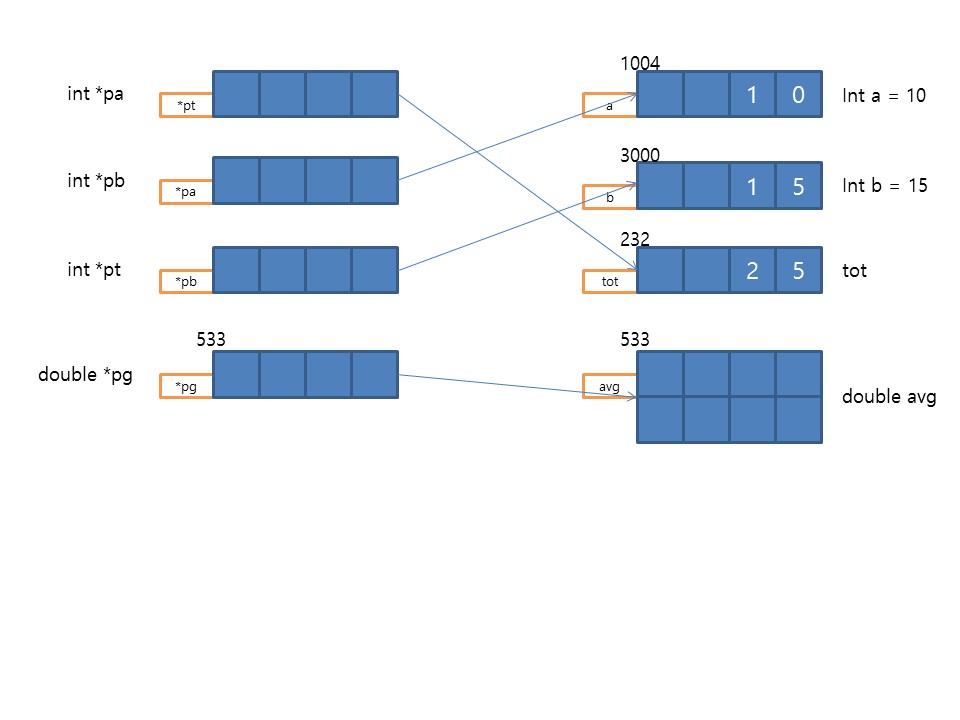 1004
int *pa
*pt
a
1 0
Int a = 10
3000
int *pb
*pa
b
1 5
Int b = 15
232
int *pt
*pb
tot
2 5
tot
533
533
double *pg
*pg
avg
double avg